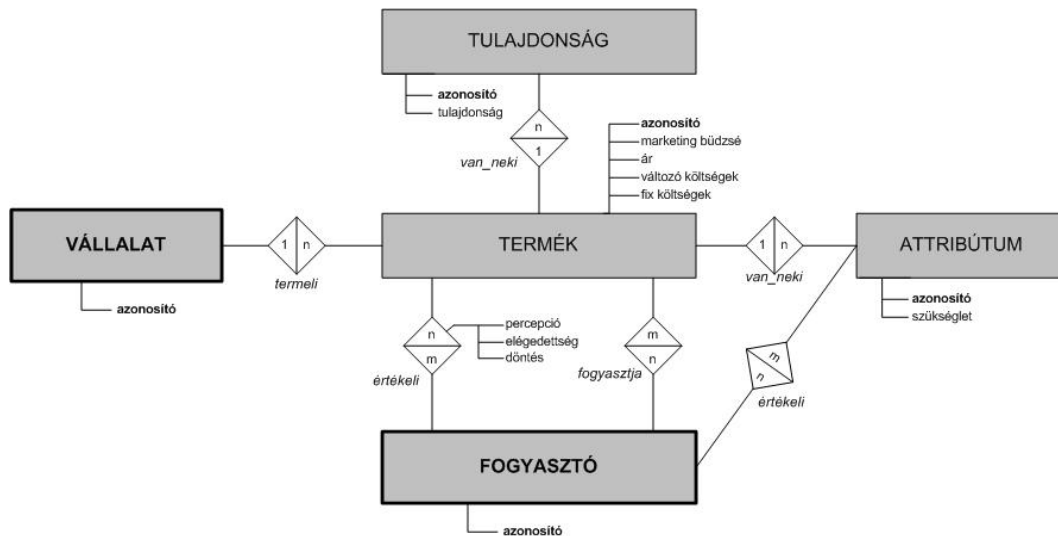 TULAJDONSÁG
azonosító
tulajdonság
n
1
van_neki
azonosító
marketing büdzsé
ár
változó költségek
fix költségek
VÁLLALAT
azonosító
1 n
termeli
TERMÉK
1 n
van_neki
ATTRIBÚTUM
azonosító
szükséglet
n
m
értékeli
percepció
elégedettség
döntés
m
n
fogyasztja
m
n
értékeli
FOGYASZTÓ
azonosító